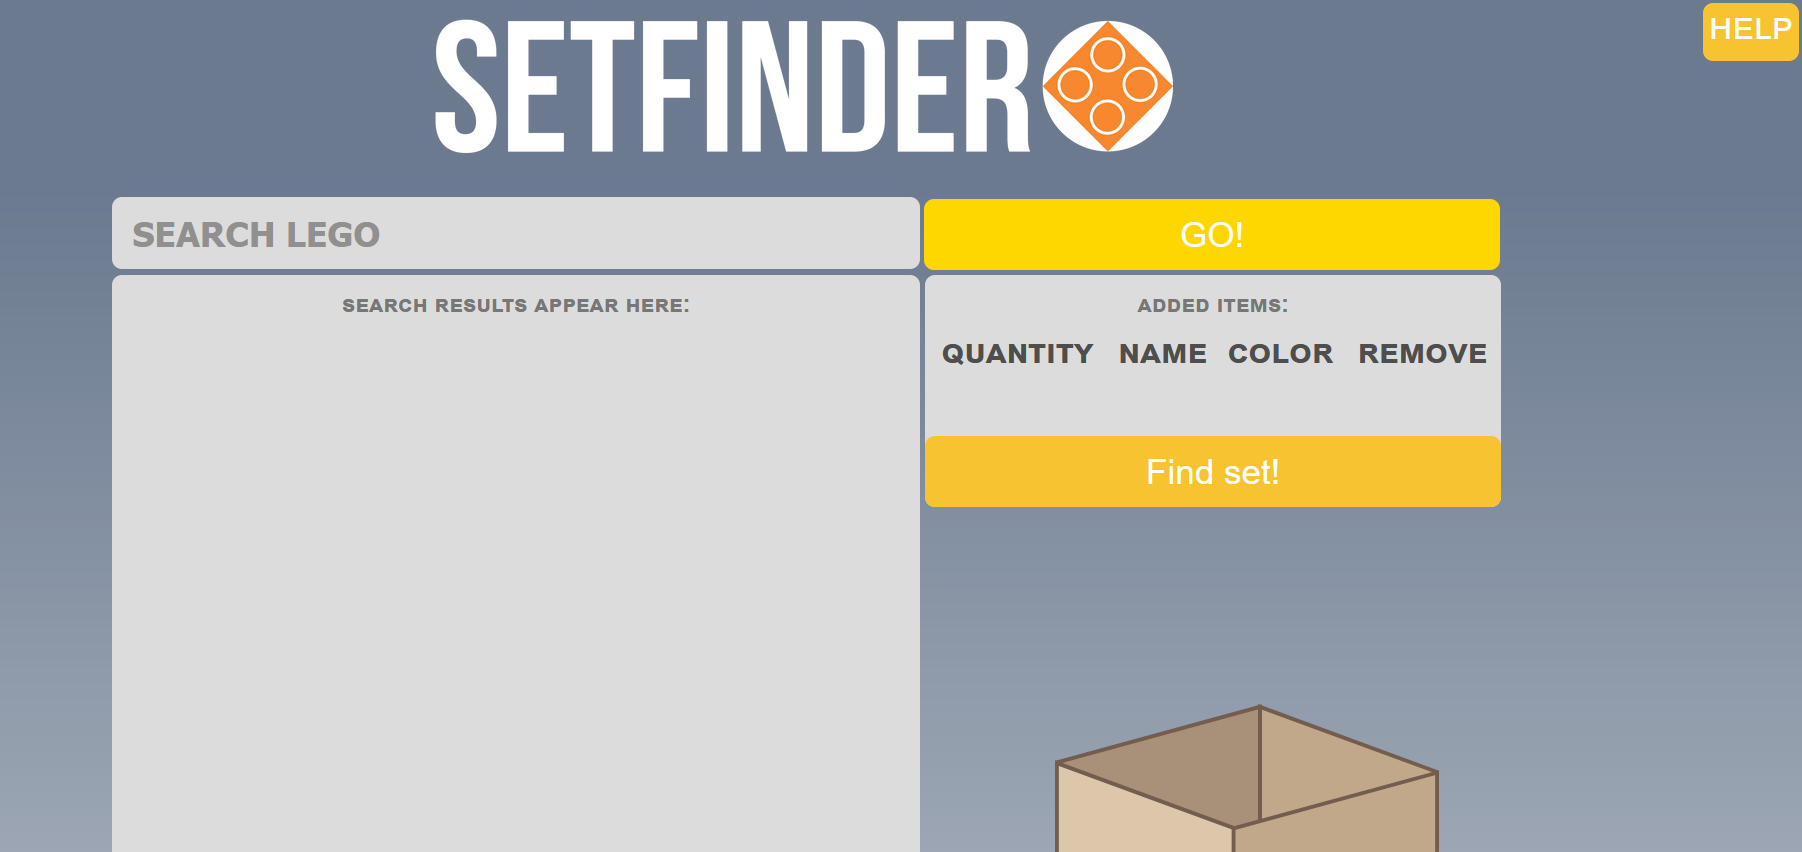 SETFINDER
HELP
SEARCH LEGO
GO!
SEARCH RESULTS APPEAR HERE:
ADDED ITEMS:
QUANTITY NAME COLOR REMOVE
Find set!